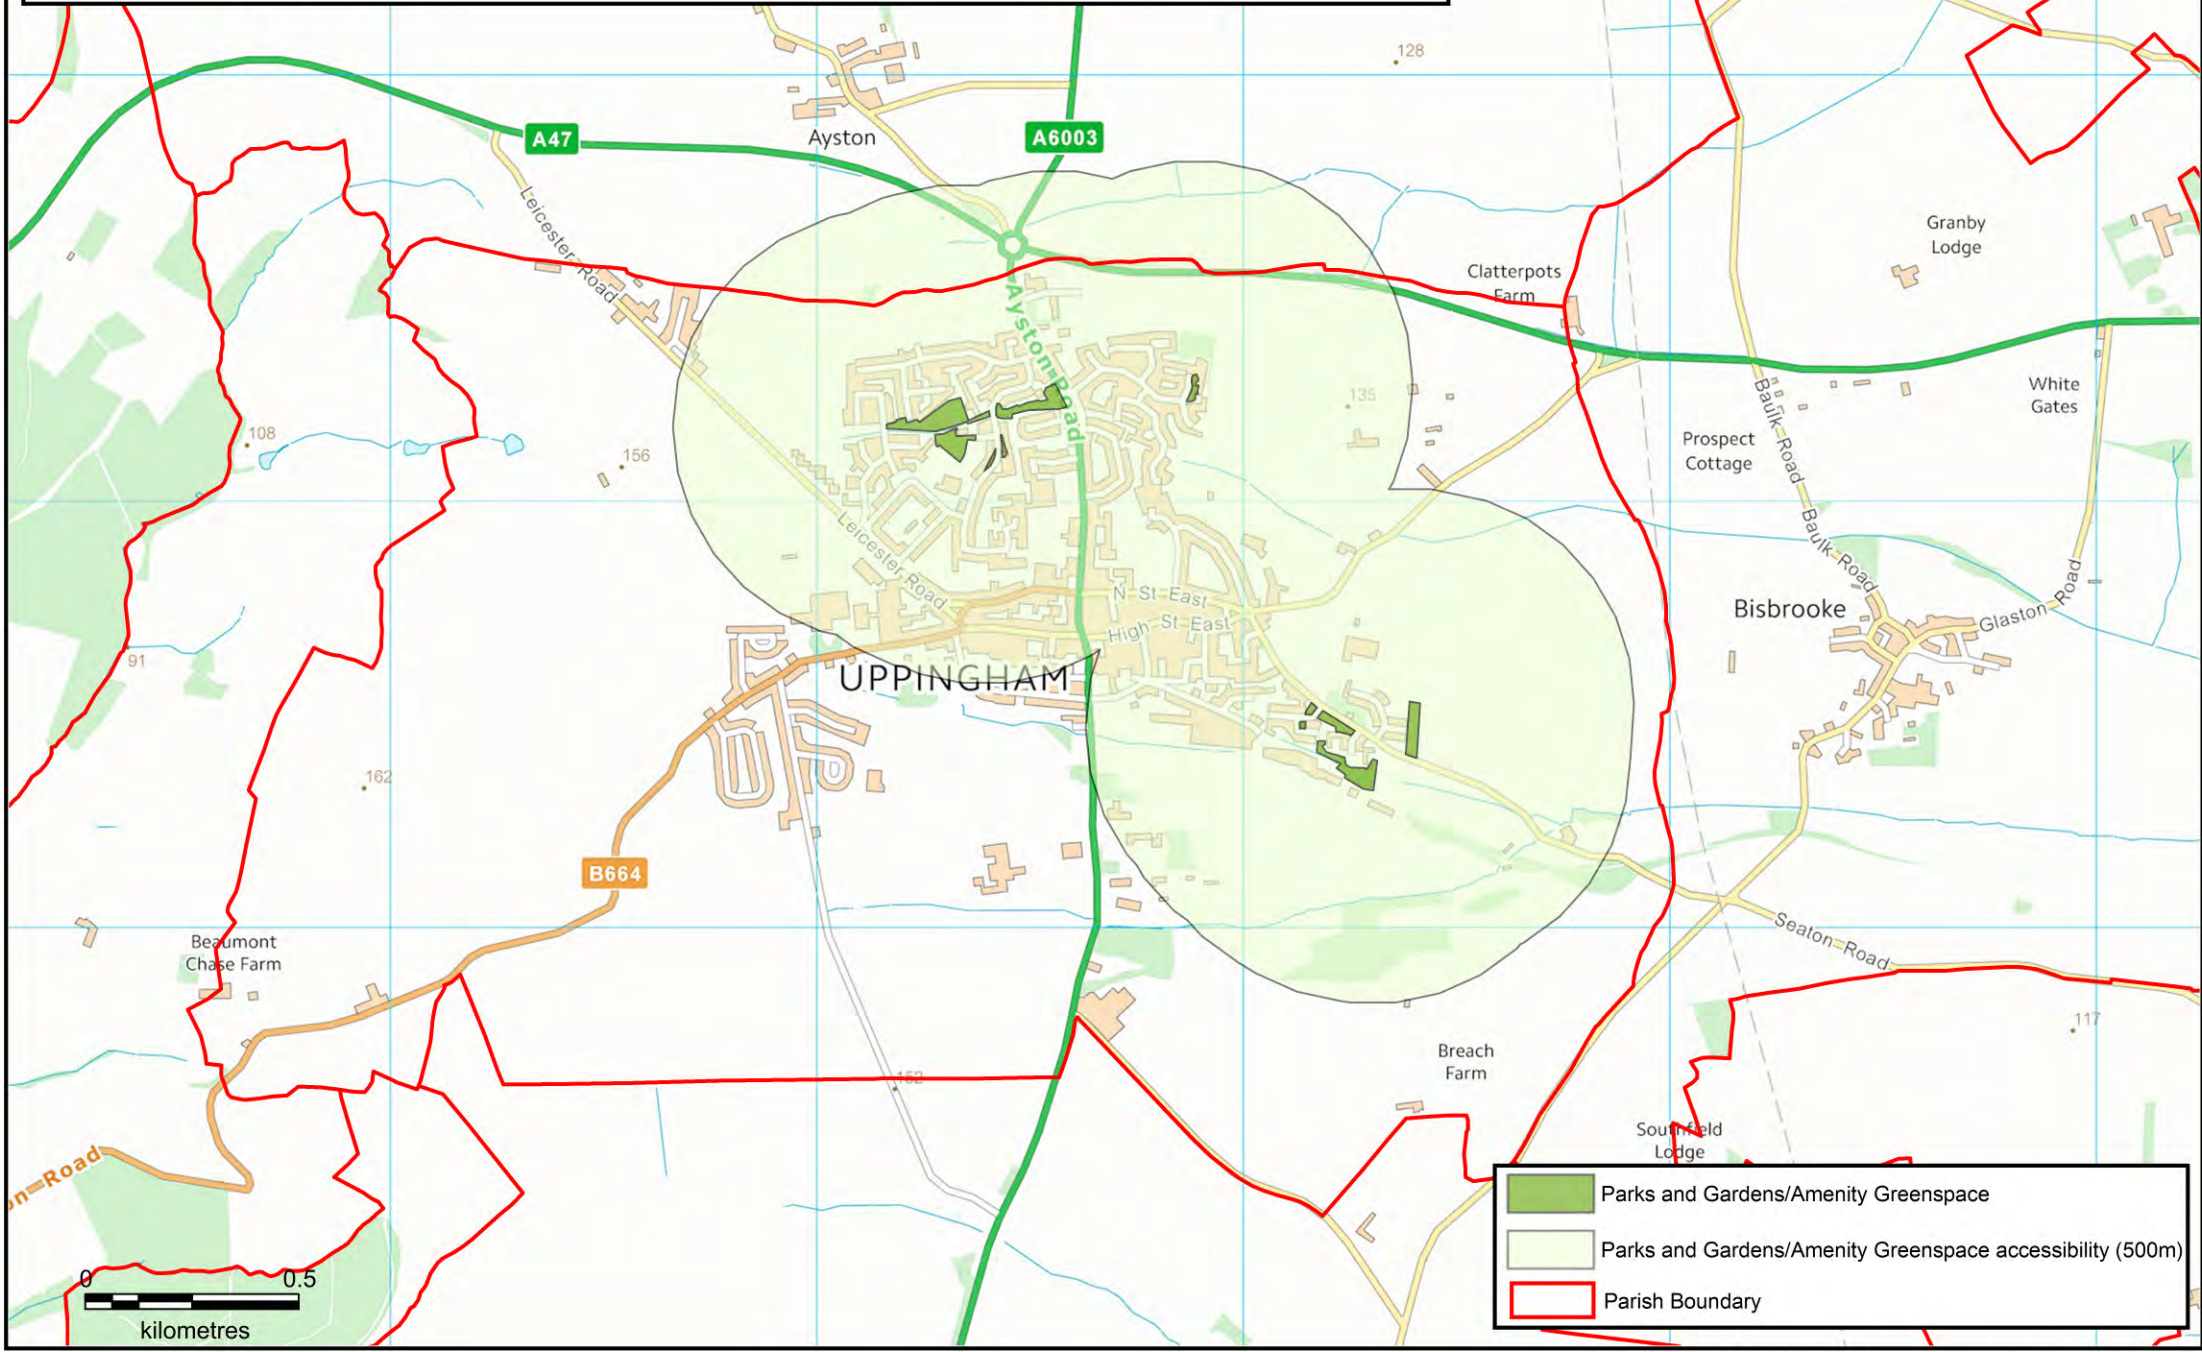 128
A47
Ayston
A6003
Leicester Road
Granby
Lodge
Clatterpots
Farm
Ayston Road
135
White
Gates
Baulk Road
108
Prospect
Cottage
156
Baulk Road
Leicester Road
N St East
High St East
Bisbrooke
Glaston Road
91
UPPINGHAM
162
B664
Seaton Road
Beaumont
Chase Farm
117
Breach
Farm
152
Southfield
Lodge
on Road
Parks and Gardens/Amenity Greenspace
Parks and Gardens/Amenity Greenspace accessibility (500m)
Parish Boundary
0 0.5
kilometres